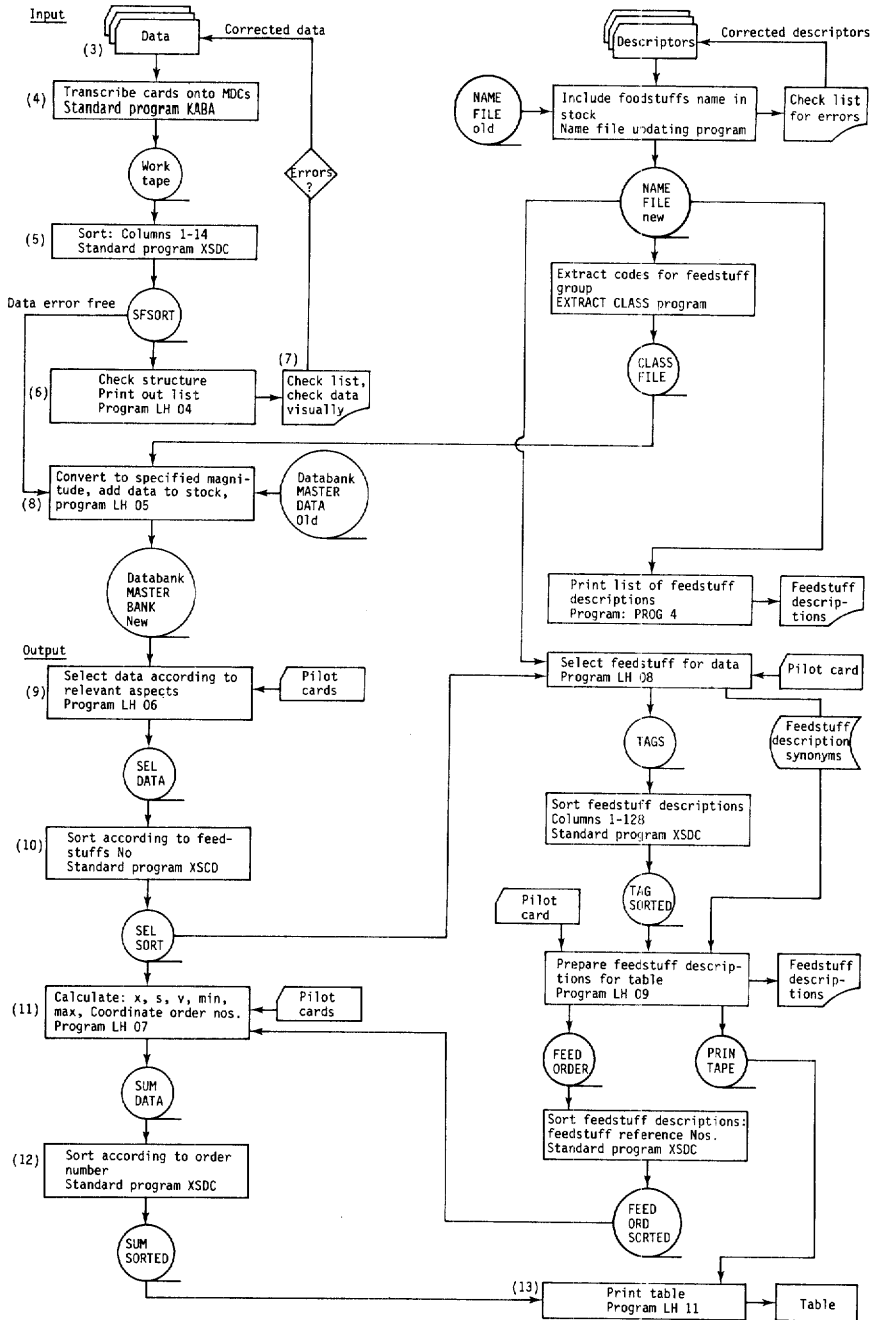 Input
(3)
Data
Corrected data
(4)
Transcribe cards onto MDCs
Standard program KABA
Work
tape
Errors
?
(5)
Sort: Columns 1-14
Standard program XSDC
Data error free
SFSORT
(6)
Check structure
Print out list
Program LH 04
(7)
Check list,
check data
visually
(8)
Convert to specified magni-
tude, add data to stock,
program LH 05
Databank
MASTER
DATA
Old
Databank
MASTER
BANK
New
Descriptors
Corrected descriptors
NAME
FILE
old
Include foodstuffs name in
stock
Name file updating program
Check list
for errors
NAME
FILE
new
Extract codes for feedstuff
group
EXTRACT CLASS program
CLASS
FILE
Print list of feedstuff
descriptions
Program: PROG 4
Feedstuff
descrip-
tions
Output
(9)
Select data according to
relevant aspects
Program LH 06
Pilot
cards
SEL
DATA
(10)
Sort according to feed-
stuffs No
Standard program XSCD
SEL
SORT
(11)
Calculate: x, s, v, min,
max, Coordinate order nos.
Program LH 07
Pilot
cards
SUM
DATA
(12)
Sort according to order
number
Standard program XSDC
SUM
SORTED
Select feedstuff for data
Program LH 08
Pilot card
TAGS
Feedstuff
description
synonyms
Sort feedstuff descriptions
Columns 1-128
Standard program XSDC
Pilot
card
TAG
SORTED
Prepare feedstuff descrip-
tions for table
Program LH 09
Feedstuff
descrip-
tions
FEED
ORDER
PRIN
TAPE
Sort feedstuff descriptions:
feedstuff reference Nos.
Standard program XSDC
FEED
ORD
SCRTED
(13)
Print table
Program LH 11
Table